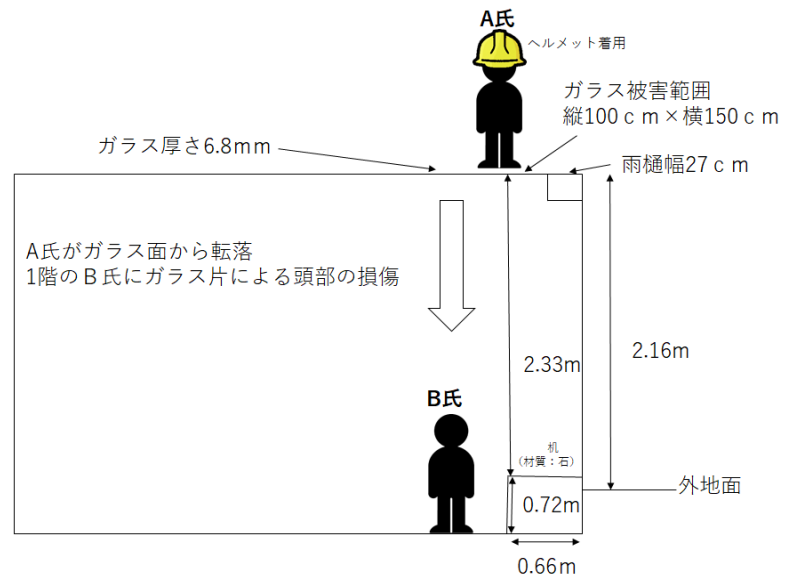 A氏
ヘルメット着用
ガラス被害範囲
縦100ｃｍ×横150ｃｍ
ガラス厚さ6.8mm
雨樋幅27ｃｍ
A氏がガラス面から転落
1階のＢ氏にガラス片による頭部の損傷
2.33m
2.16m
B氏
机
（材質：石）
外地面
0.72m
0.66m